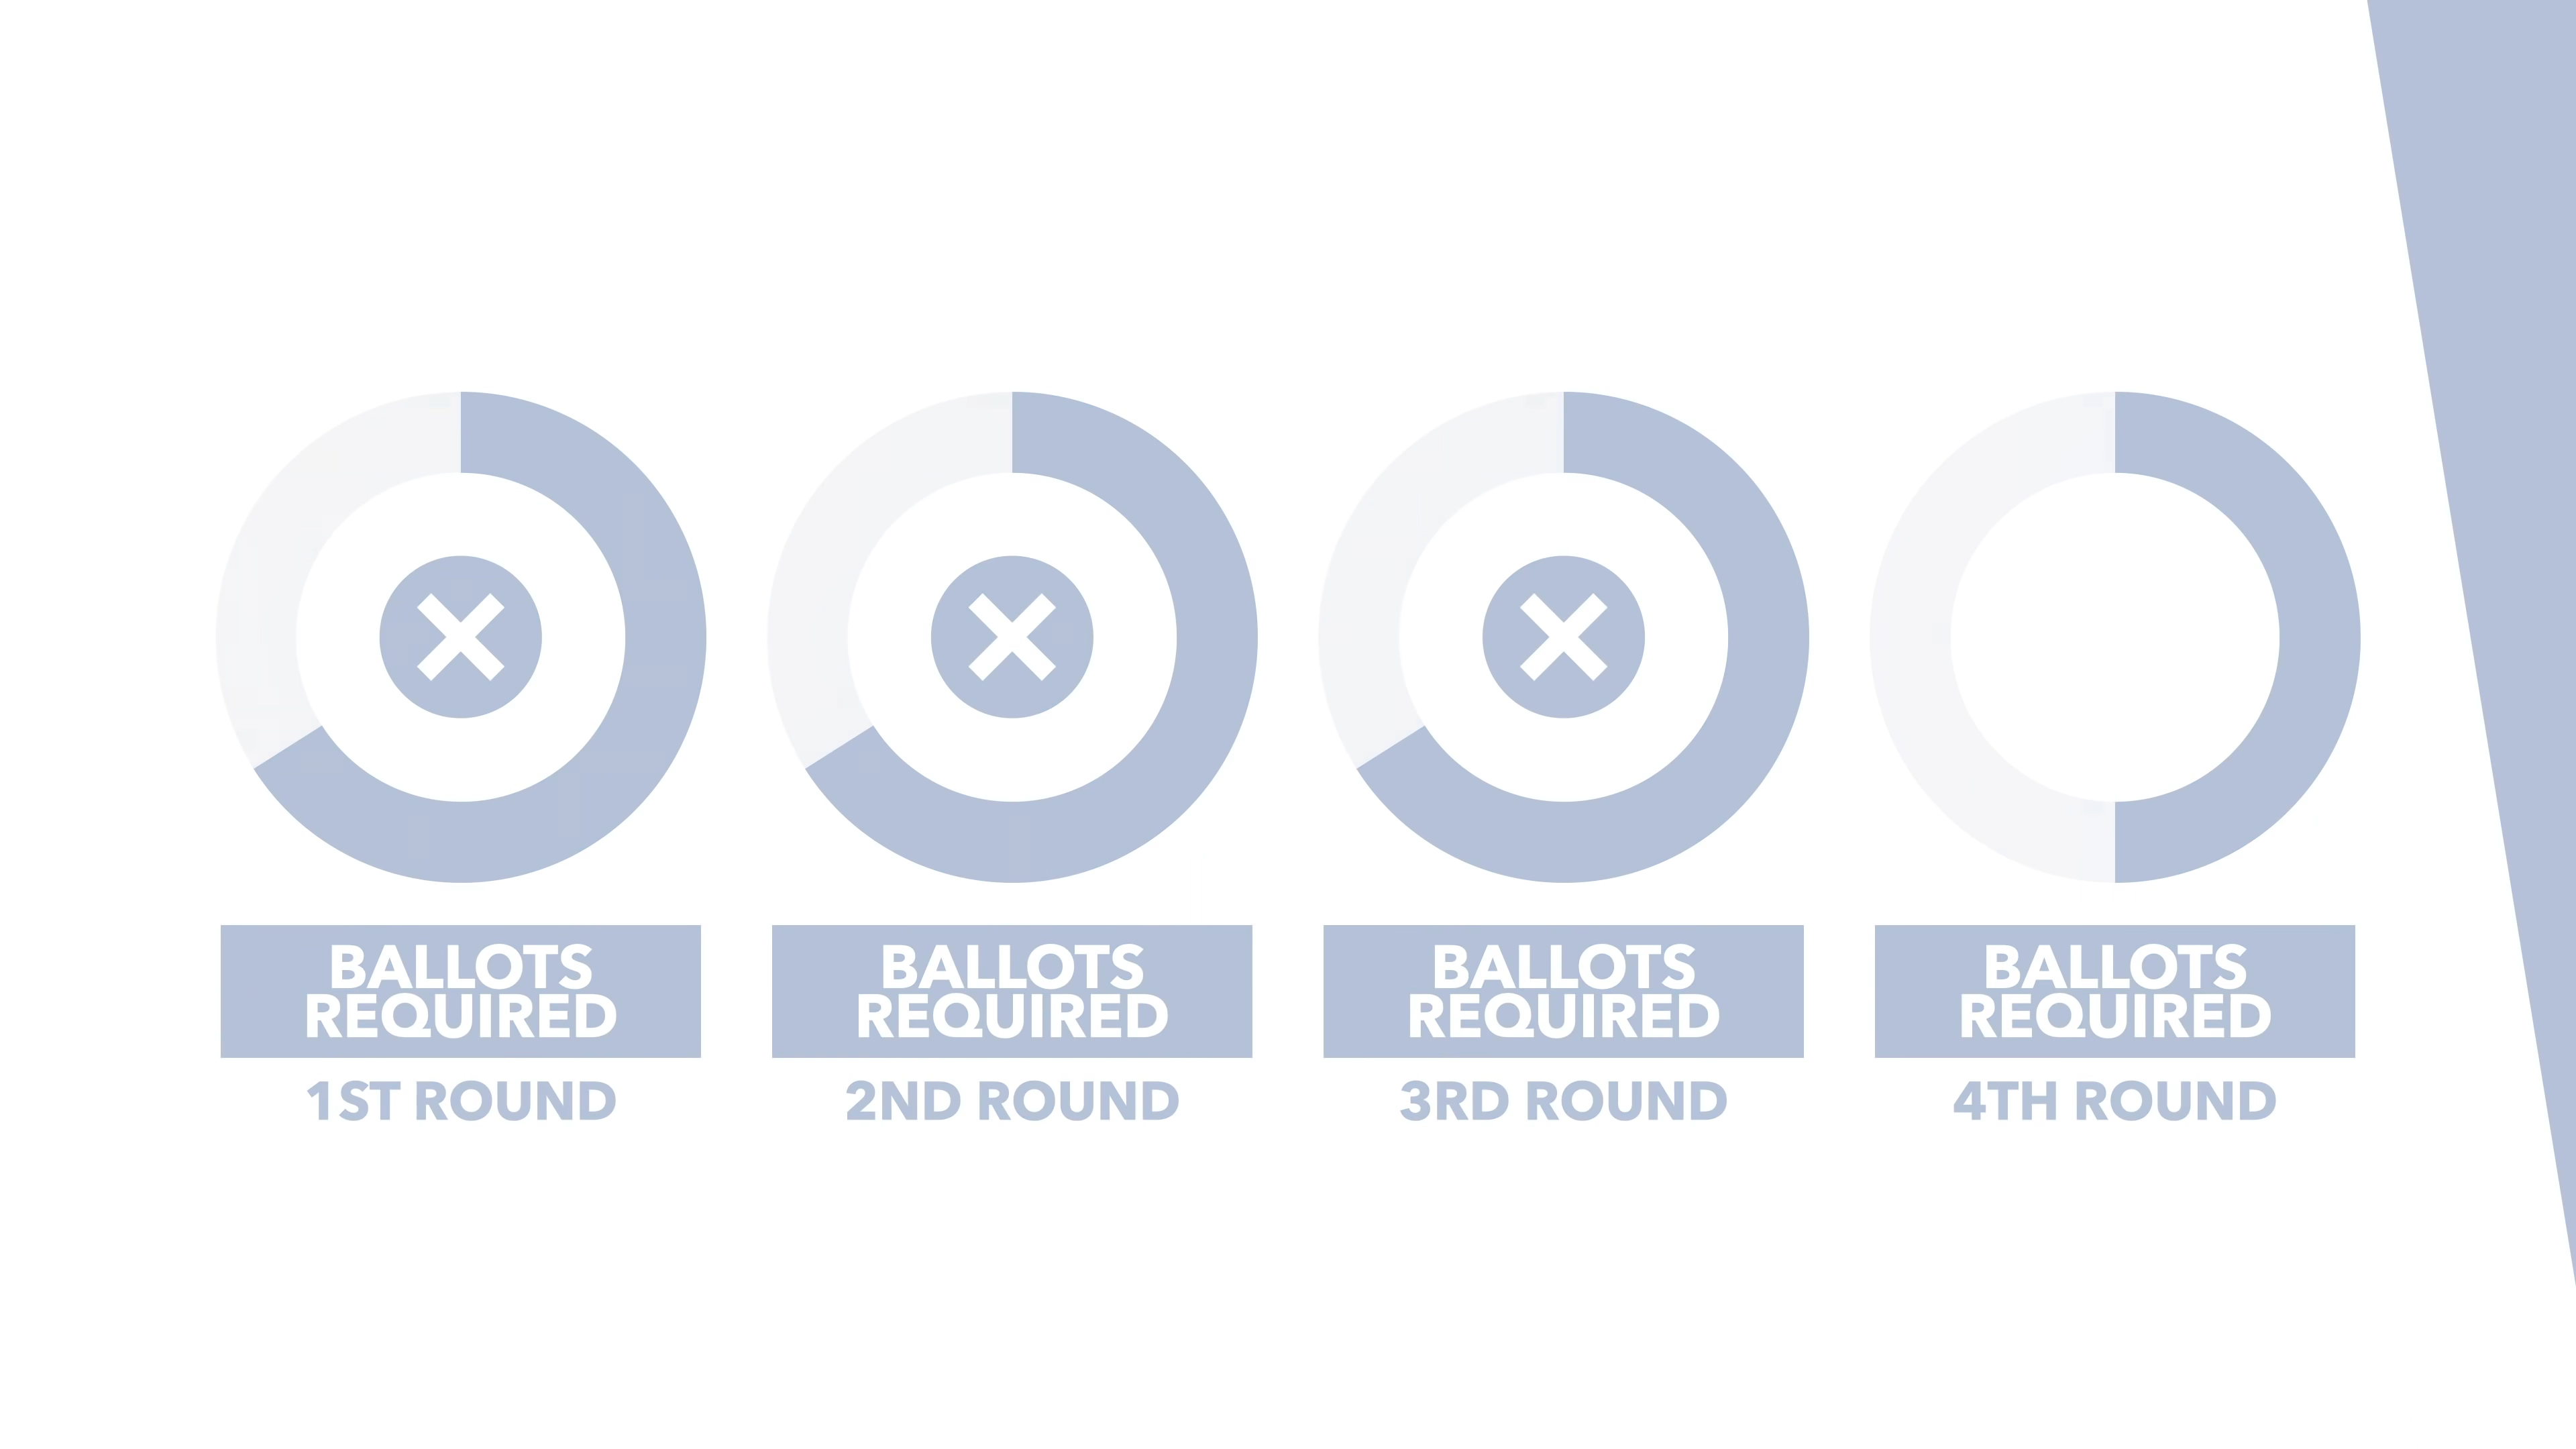 BALLOTS
REQUIRED
1ST ROUND
BALLOTS
REQUIRED
2ND ROUND
BALLOTS
REQUIRED
3RD ROUND
BALLOTS
REQUIRED
4TH ROUND